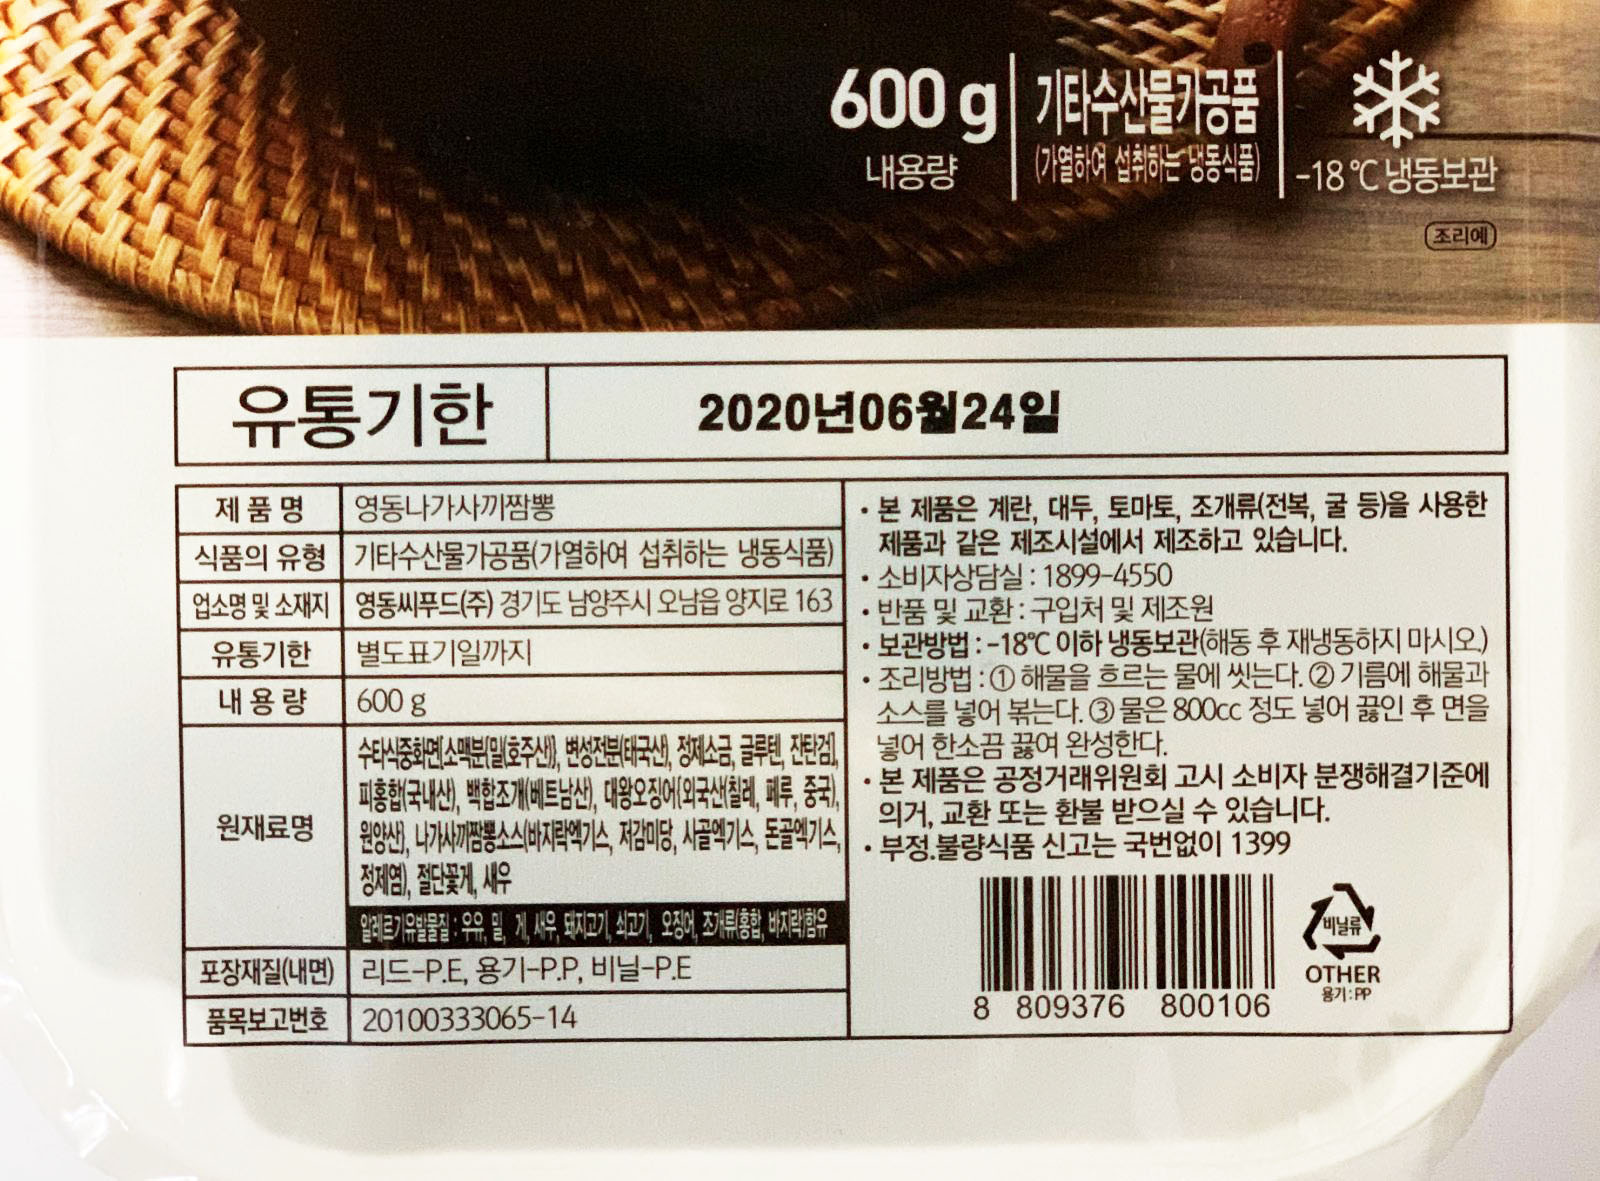 600 g
내용량
기타수산물가공품
(가열하여 섭취하는 냉동식품)
-18 ℃ 냉동보관
조리예
유통기한
2020년06월24일
제 품 명
영동나가사끼짬뽕
식품의 유형
기타수산물가공품(가열하여 섭취하는 냉동식품)
업소명 및 소재지
영동씨푸드(주) 경기도 남양주시 오남읍 양지로 163
유통기한
별도표기일까지
내 용 량
600 g
원재료명
수타식중화면[소맥분{밀(호주산)}, 변성전분(태국산), 정제소금, 글루텐, 잔탄검],
피홍합(국내산), 백합조개(베트남산), 대왕오징어{외국산(칠레, 페루, 중국),
원양산}, 나가사끼짬뽕소스(바지락엑기스, 저감미당, 사골엑기스, 돈골엑기스,
정제염), 절단꽃게, 새우
알레르기유발물질 : 우유, 밀, 게, 새우, 돼지고기, 쇠고기, 오징어, 조개류(홍합, 바지락)함유
포장재질(내면)
리드-P.E, 용기-P.P, 비닐-P.E
품목보고번호
20100333065-14
• 본 제품은 계란, 대두, 토마토, 조개류(전복, 굴 등)을 사용한
제품과 같은 제조시설에서 제조하고 있습니다.
• 소비자상담실 : 1899-4550
• 반품 및 교환 : 구입처 및 제조원
• 보관방법 : -18℃ 이하 냉동보관(해동 후 재냉동하지 마시오.)
• 조리방법 : ① 해물을 흐르는 물에 씻는다. ② 기름에 해물과
소스를 넣어 볶는다. ③ 물은 800cc 정도 넣어 끓인 후 면을
넣어 한소끔 끓여 완성한다.
• 본 제품은 공정거래위원회 고시 소비자 분쟁해결기준에
의거, 교환 또는 환불 받으실 수 있습니다.
• 부정.불량식품 신고는 국번없이 1399
8 809376 800106
비닐류
OTHER
용기 : PP